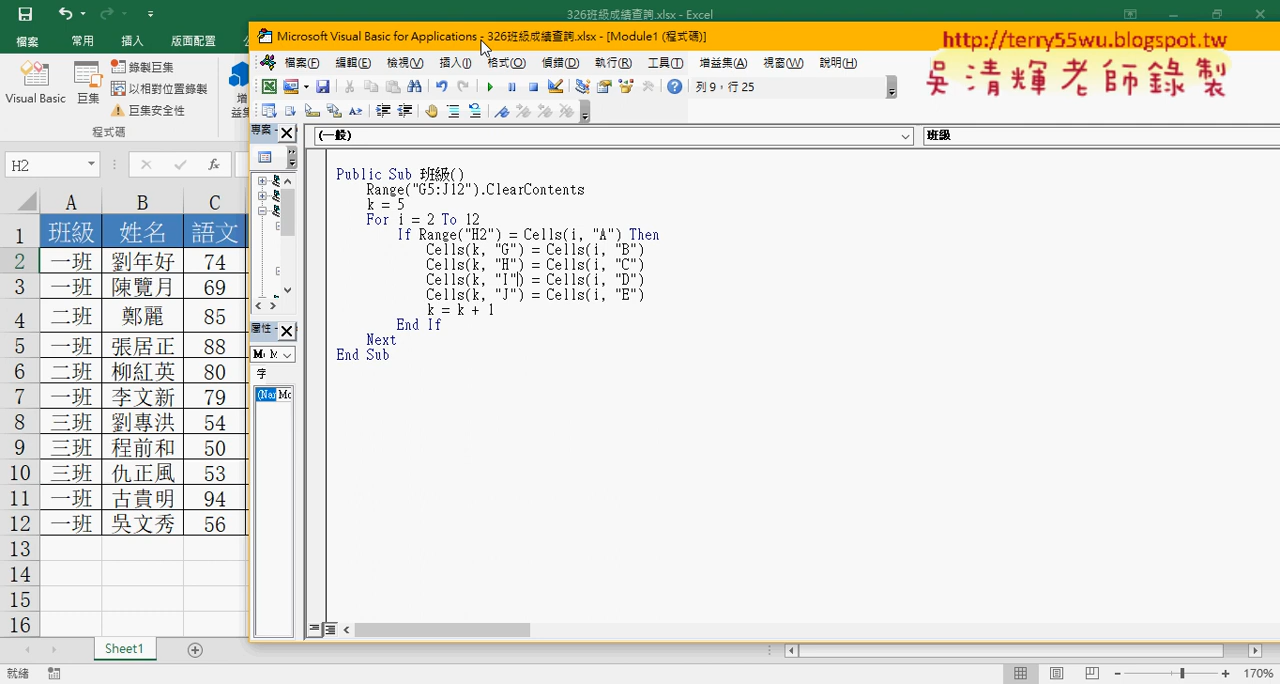 326班級成績查詢.xlsx - Excel
檔案 常用 插入 版面配置
Visual Basic 巨集 錄製巨集 以相對位置錄製 巨集安全性
程式碼
H2
A B C
1 班級 姓名 語文
2 一班 劉年好 74
3 一班 陳覽月 69
4 二班 鄭麗 85
5 一班 張居正 88
6 二班 柳紅英 80
7 一班 李文新 79
8 三班 劉專洪 54
9 三班 程前和 50
10 三班 仇正風 53
11 一班 古貴明 94
12 一班 吳文秀 56
13
14
15
16
Sheet1
就緒
170%
Microsoft Visual Basic for Applications - 326班級成績查詢.xlsx - [Module1 (程式碼)]
檔案(F) 編輯(E) 檢視(V) 插入(I) 格式(O) 偵錯(D) 執行(R) 工具(T) 增益集(A) 視窗(W) 說明(H)
列 9，行 25
專案 -
屬性 -
(一般) 班級
Public Sub 班級()
Range("G5:J12").ClearContents
k = 5
For i = 2 To 12
If Range("H2") = Cells(i, "A") Then
Cells(k, "G") = Cells(i, "B")
Cells(k, "H") = Cells(i, "C")
Cells(k, "I") = Cells(i, "D")
Cells(k, "J") = Cells(i, "E")
k = k + 1
End If
Next
End Sub
http://terry55wu.blogspot.tw
吳清輝老師錄製